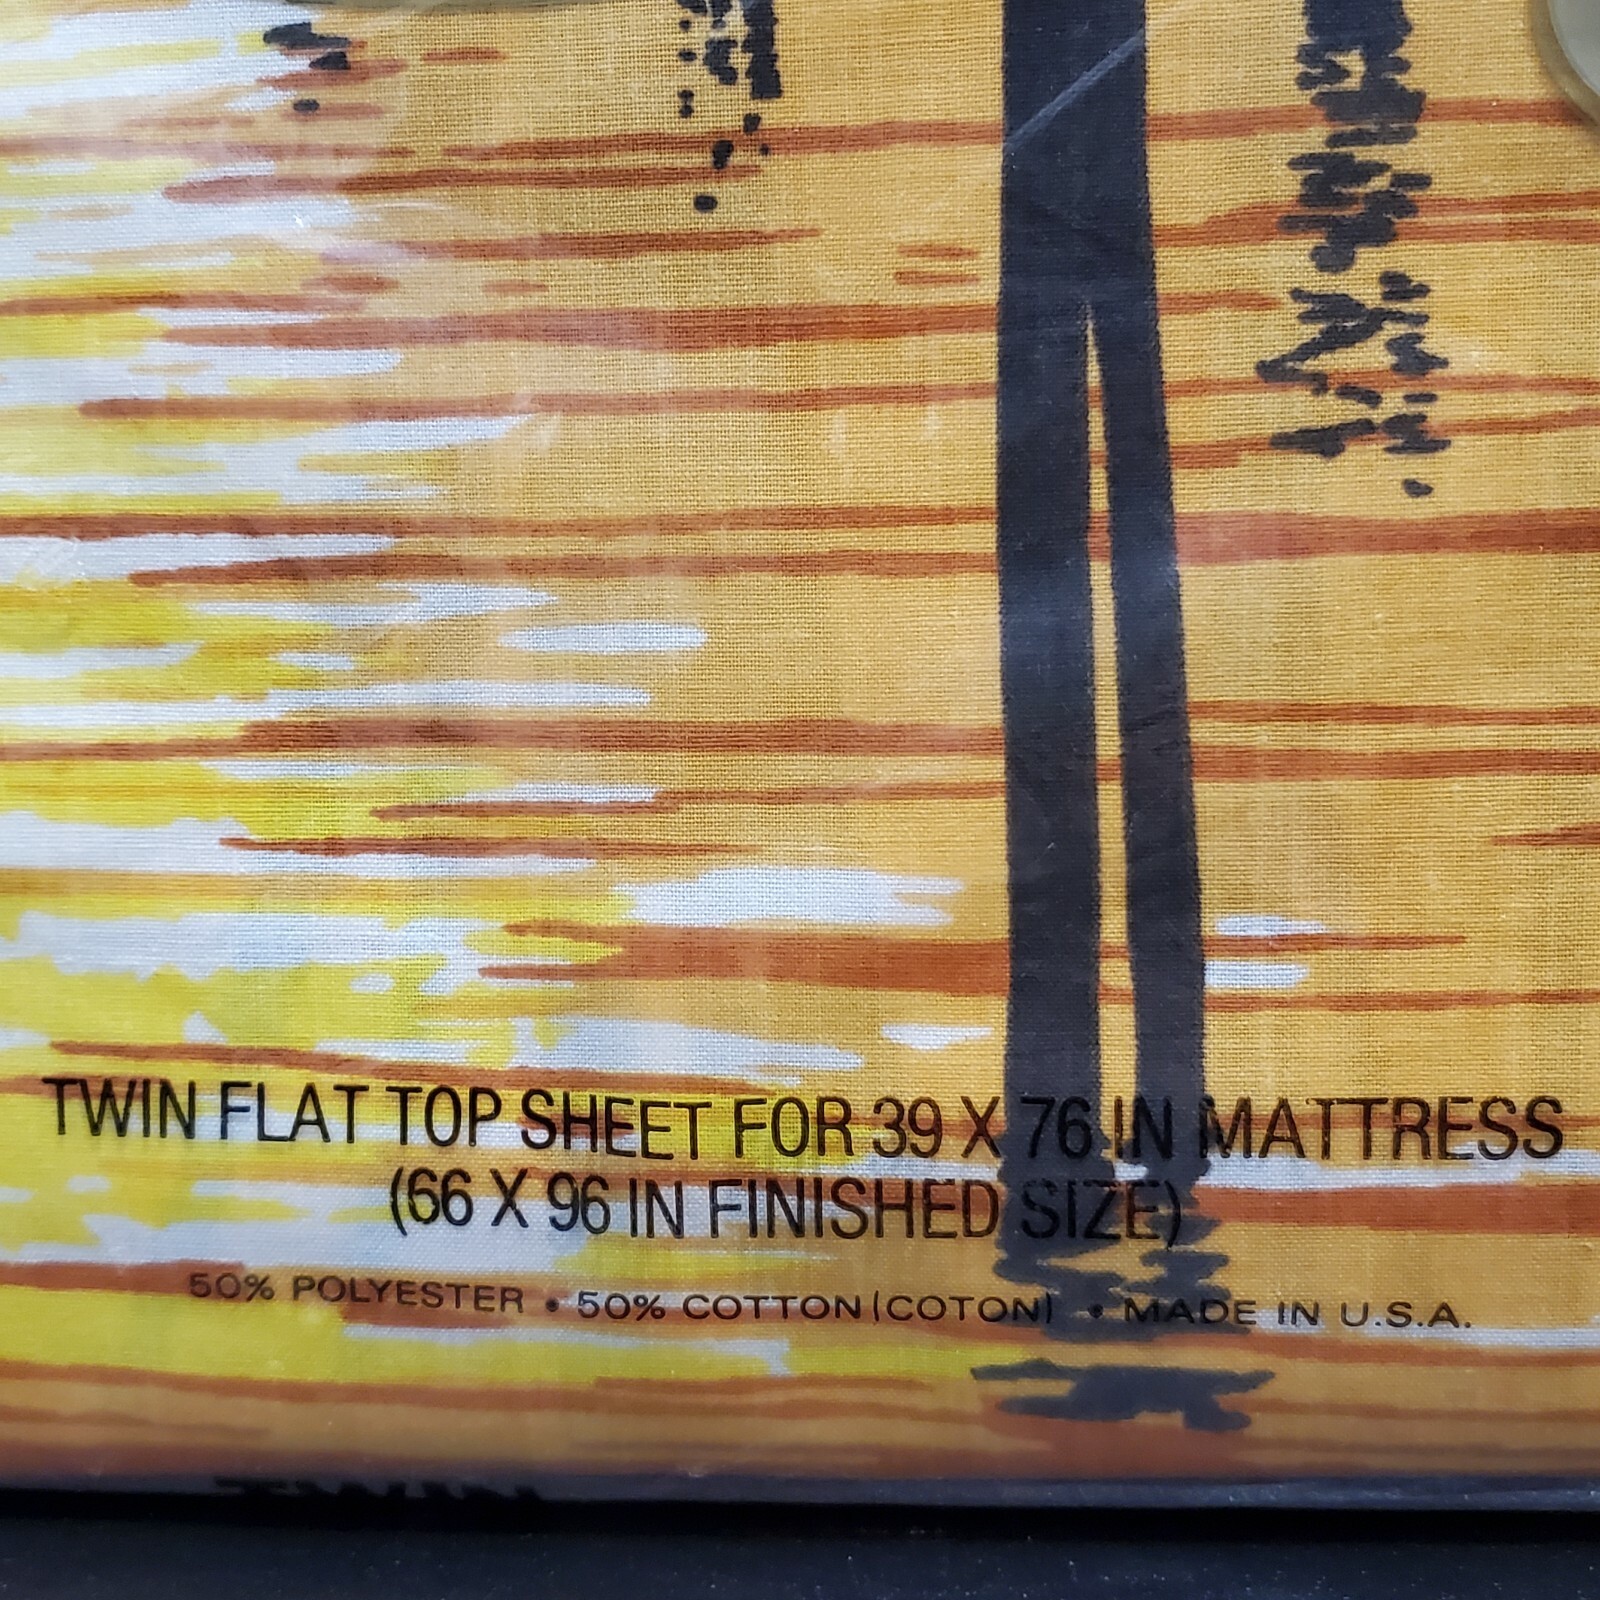 TWIN FLAT TOP SHEET FOR 39 X 76 IN MATTRESS
(66 X 96 IN FINISHED SIZE)
50% POLYESTER • 50% COTTON (COTON) • MADE IN U.S.A.